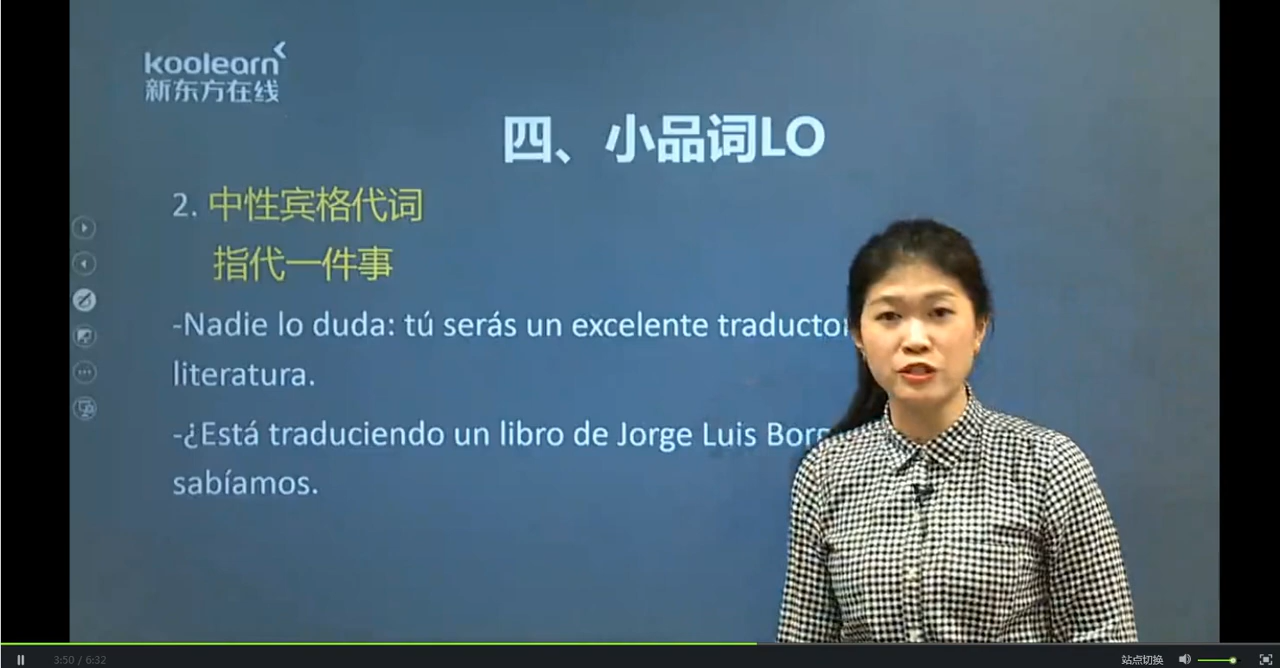 koolearn
新东方在线
四、小品词LO
2. 中性宾格代词
指代一件事
-Nadie lo duda: tú serás un excelente traductor
literatura.
-¿Está traduciendo un libro de Jorge Luis
sabíamos.
3:50 / 6:32
站点切换